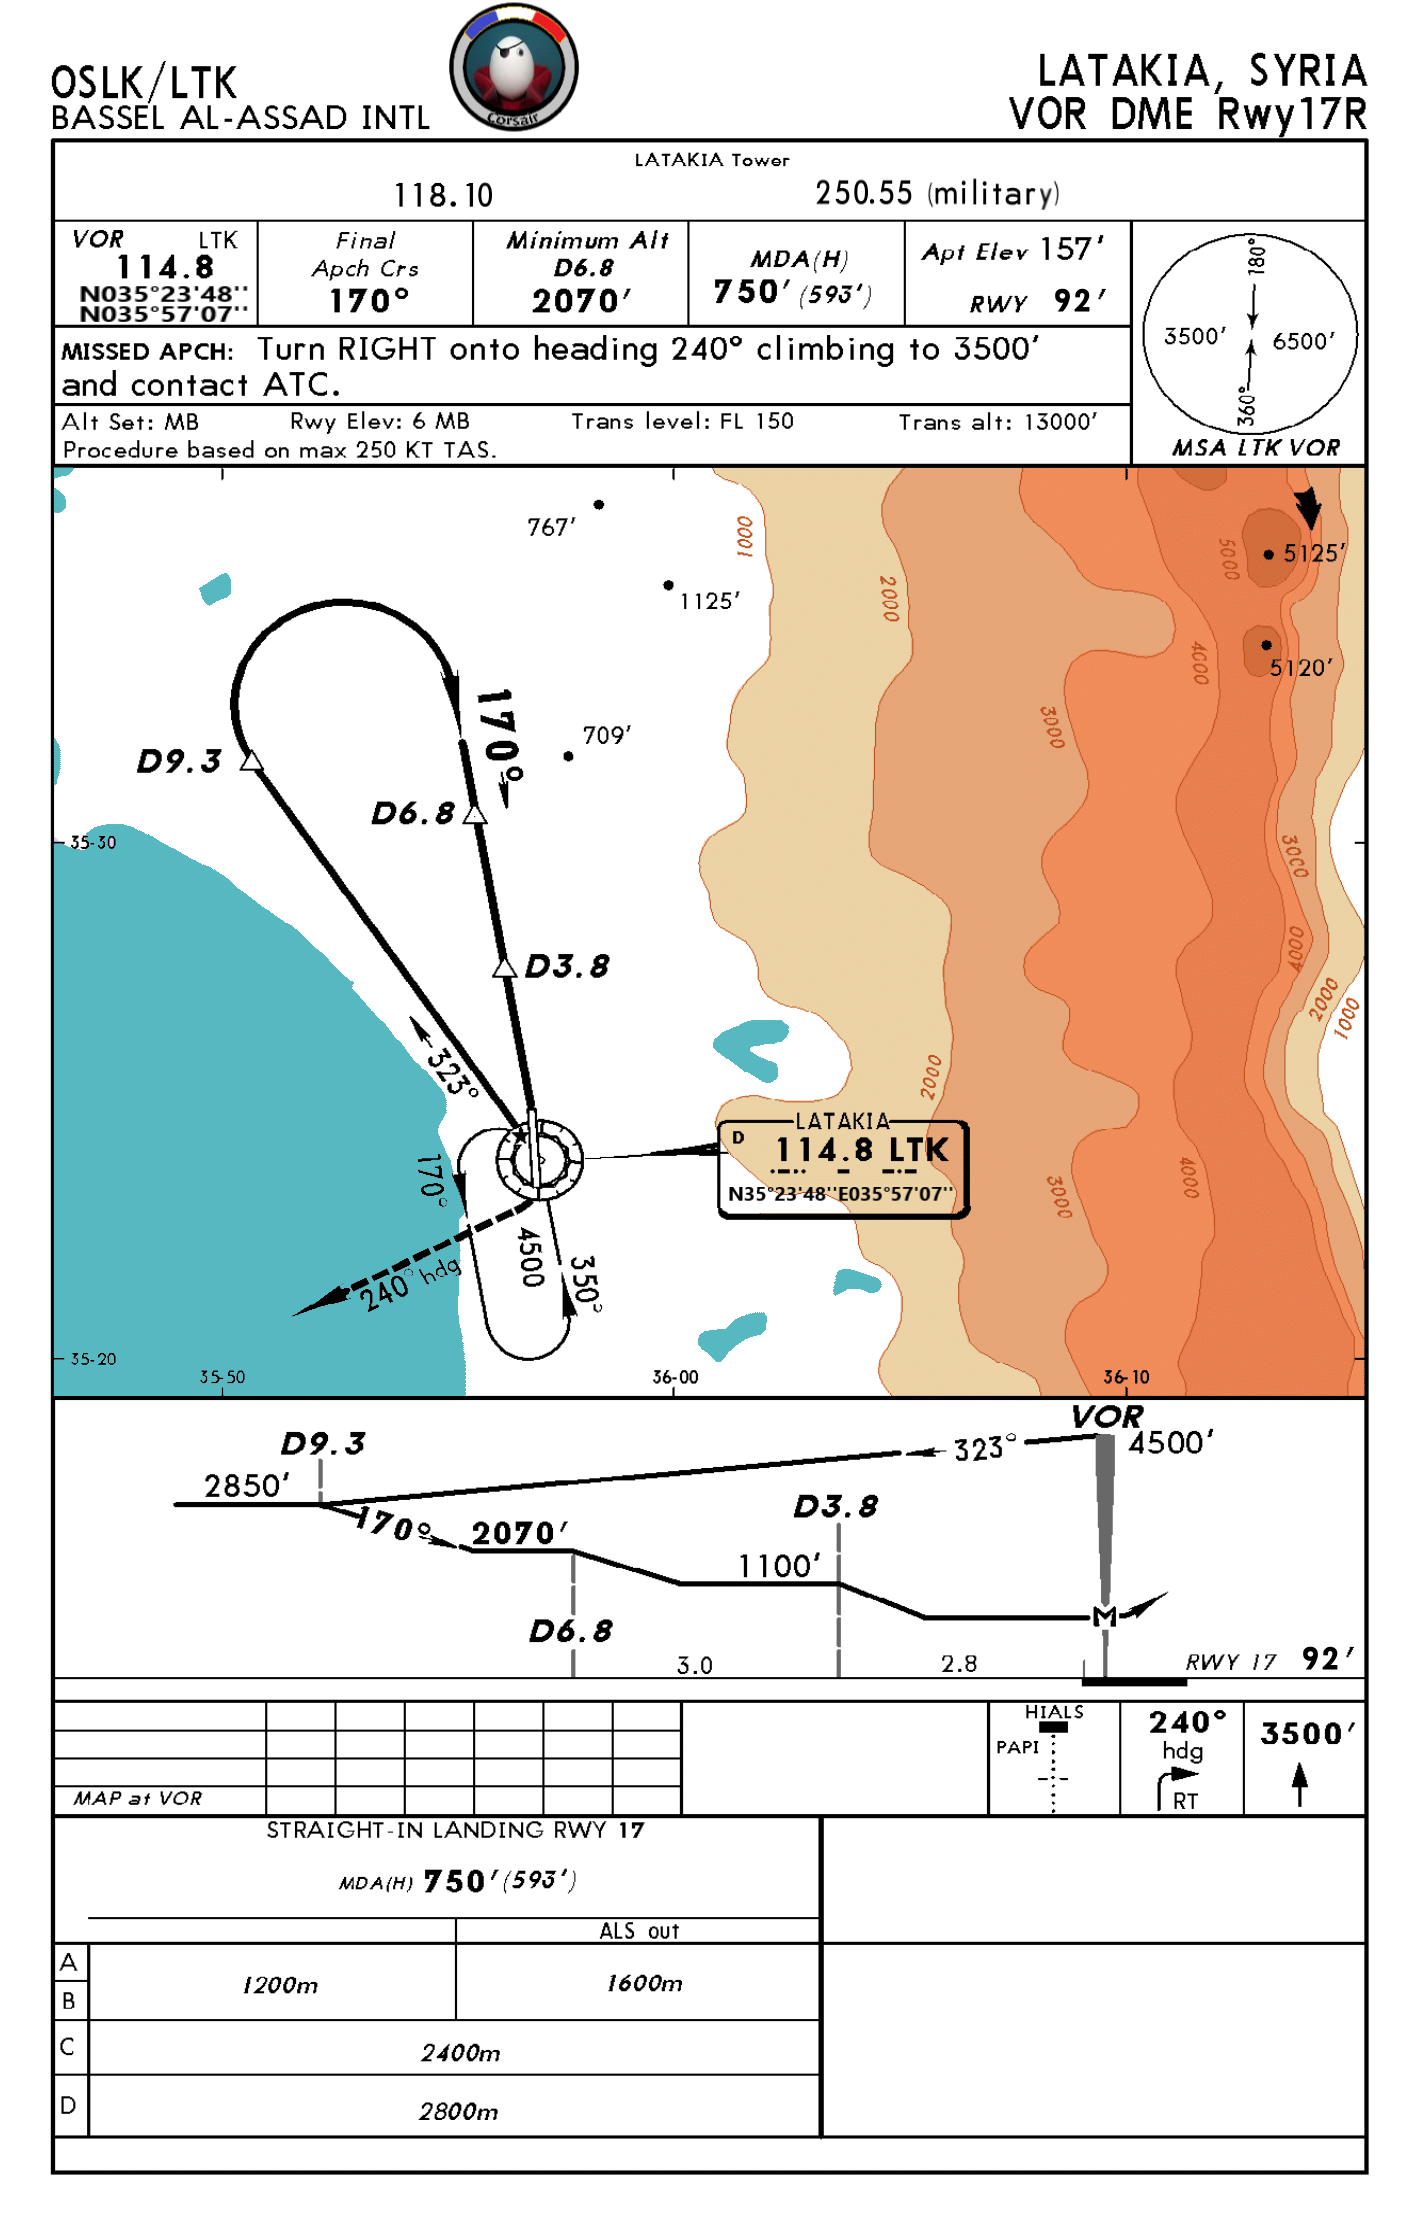 OSLK/LTK
BASSEL AL-ASSAD INTL
Corsair
LATAKIA, SYRIA
VOR DME Rwy17R
LATAKIA Tower
118.10 250.55 (military)
VOR LTK
114.8
N035°23'48''
N035°57'07''
Final
Apch Crs
170°
Minimum Alt
D6.8
2070'
MDA(H)
750' (593')
Apt Elev 157'
RWY 92'
MISSED APCH: Turn RIGHT onto heading 240° climbing to 3500'
and contact ATC.
Alt Set: MB Rwy Elev: 6 MB Trans level: FL 150 Trans alt: 13000'
Procedure based on max 250 KT TAS.
180°
3500' 6500'
360°
MSA LTK VOR
767'
1000
5000
5125'
2000
1125'
4000
5120'
170°
3000
709'
D9.3
D6.8
35-30
3000
4000
D3.8
2000
1000
323°
2000
LATAKIA
D 114.8 LTK
N35°23'48''E035°57'07''
170°
3000
4000
4500
350°
240° hdg
35-20
35-50 36-00 36-10
VOR
D9.3
323°
4500'
2850'
D3.8
170°
2070'
1100'
D6.8
3.0 2.8 RWY 17 92'
HIALS
PAPI
240°
hdg
RT
3500'
MAP at VOR
STRAIGHT-IN LANDING RWY 17
MDA(H) 750'(593')
ALS out
A
B
1200m 1600m
C 2400m
D 2800m